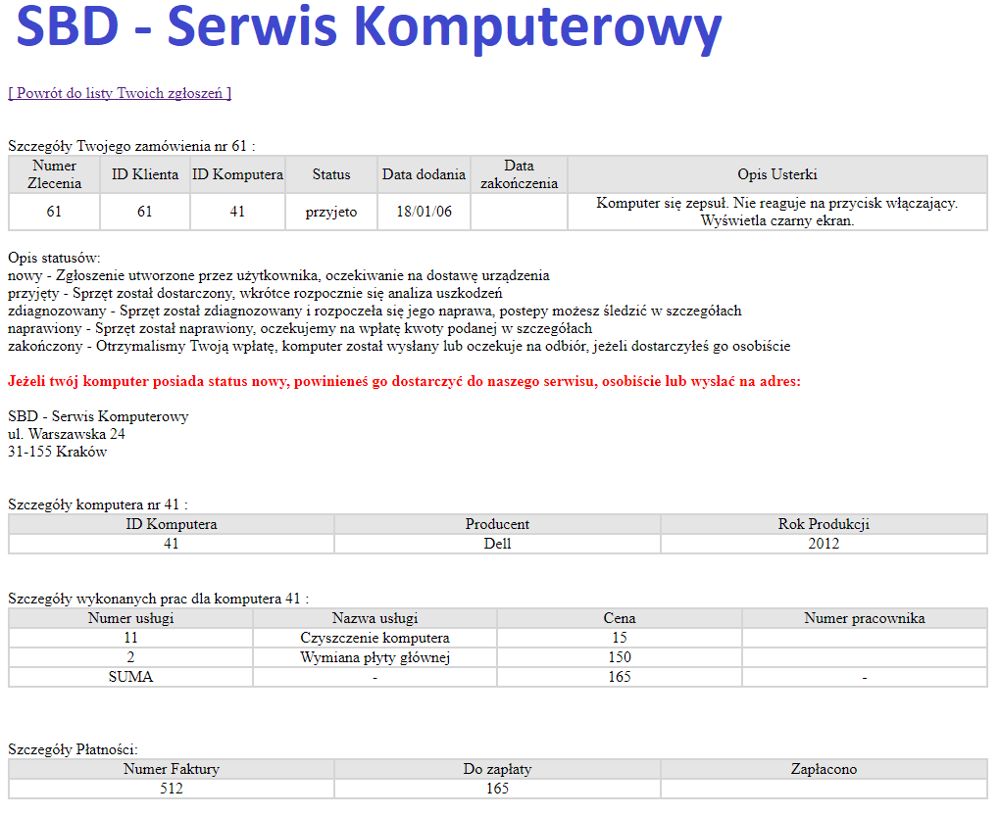 SBD - Serwis Komputerowy
[ Powrót do listy Twoich zgłoszeń ]
Szczegóły Twojego zamówienia nr 61 :
Numer Zlecenia ID Klienta ID Komputera Status Data dodania Data zakończenia Opis Usterki
61 61 41 przyjeto 18/01/06 Komputer się zepsuł. Nie reaguje na przycisk włączający.
Wyświetla czarny ekran.
Opis statusów:
nowy - Zgłoszenie utworzone przez użytkownika, oczekiwanie na dostawę urządzenia
przyjęty - Sprzęt został dostarczony, wkrótce rozpocznie się analiza uszkodzeń
zdiagnozowany - Sprzęt został zdiagnozowany i rozpoczeła się jego naprawa, postepy możesz śledzić w szczegółach
naprawiony - Sprzęt został naprawiony, oczekujemy na wpłatę kwoty podanej w szczegółach
zakończony - Otrzymalismy Twoją wpłatę, komputer został wysłany lub oczekuje na odbiór, jeżeli dostarczyłeś go osobiście
Jeżeli twój komputer posiada status nowy, powinieneś go dostarczyć do naszego serwisu, osobiście lub wysłać na adres:
SBD - Serwis Komputerowy
ul. Warszawska 24
31-155 Kraków
Szczegóły komputera nr 41 :
ID Komputera Producent Rok Produkcji
41 Dell 2012
Szczegóły wykonanych prac dla komputera 41 :
Numer usługi Nazwa usługi Cena Numer pracownika
11 Czyszczenie komputera 15
2 Wymiana płyty głównej 150
SUMA - 165 -
Szczegóły Płatności:
Numer Faktury Do zapłaty Zapłacono
512 165